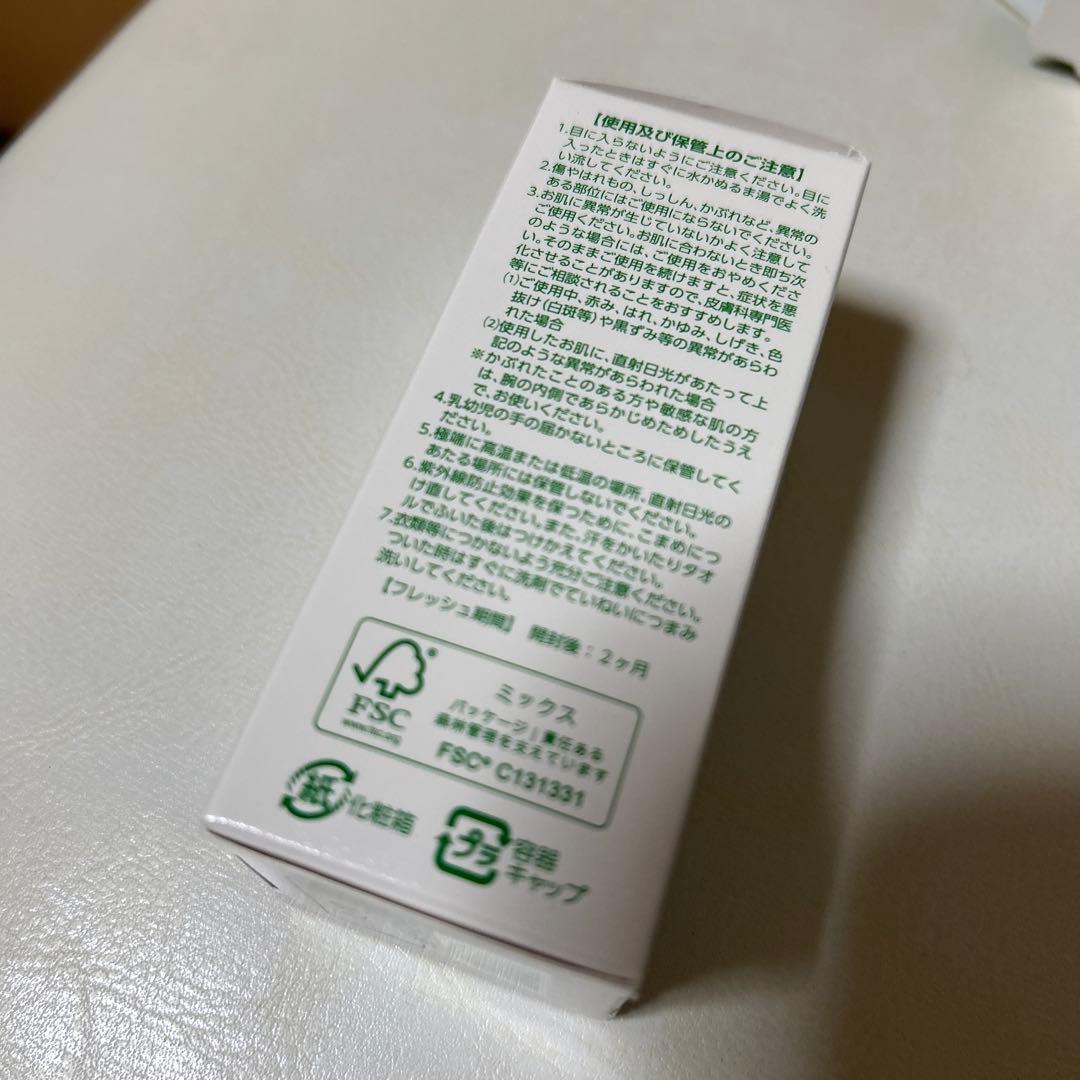 【使用及び保管上のご注意】
1.目に入らないようにご注意ください。目に
入ったときはすぐに水かぬるま湯でよく洗
い流してください。
2.傷やはれもの、しっしん、かぶれなど、異常の
ある部位にはご使用にならないでください。
3.お肌に異常が生じていないかよく注意して
ご使用ください。お肌に合わないとき即ち次
のような場合には、ご使用をおやめくださ
い。そのままご使用を続けますと、症状を悪
化させることがありますので、皮膚科専門医
等にご相談されることをおすすめします。
(1)ご使用中、赤み、はれ、かゆみ、しげき、色
抜け(白斑等)や黒ずみ等の異常があらわ
れた場合
(2)使用したお肌に、直射日光があたって上
記のような異常があらわれた場合
※かぶれたことのある方や敏感な肌の方
は、腕の内側であらかじめためしたうえ
で、お使いください。
4.乳幼児の手の届かないところに保管してく
ださい。
5.極端に高温または低温の場所、直射日光の
あたる場所には保管しないでください。
6.紫外線防止効果を保つために、こまめにつ
け直してください。また、汗をかいたりタオ
ルでふいた後はつけかえてください。
7.衣類等につかないよう充分ご注意ください。
ついた時はすぐに洗剤でていねいにつまみ
洗いしてください。
【フレッシュ期間】 開封後:2ヶ月
FSC
www.fsc.org
ミックス
パッケージ|責任ある
森林管理を支えています
FSC® C131331
紙 化粧箱
プラ 容器
キャップ